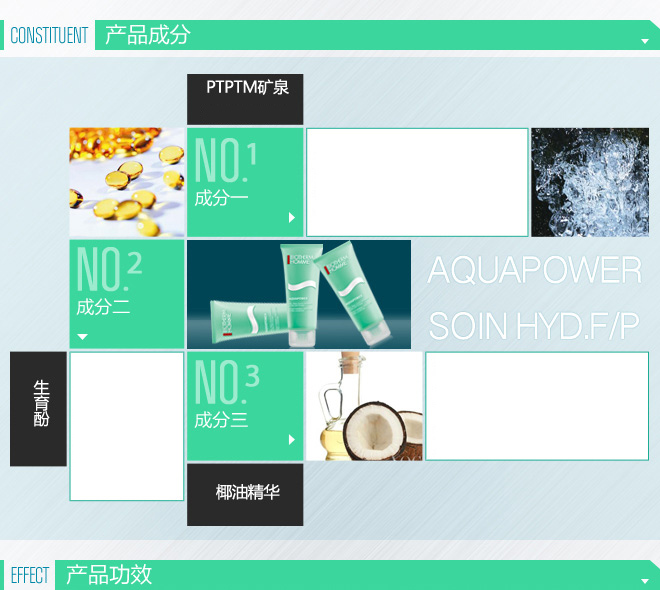 CONSTITUENT 产品成分
PTPTM矿泉
NO.1
成分一
NO.2
成分二
AQUAPOWER
SOIN HYD.F/P
生育酚
NO.3
成分三
椰油精华
EFFECT 产品功效